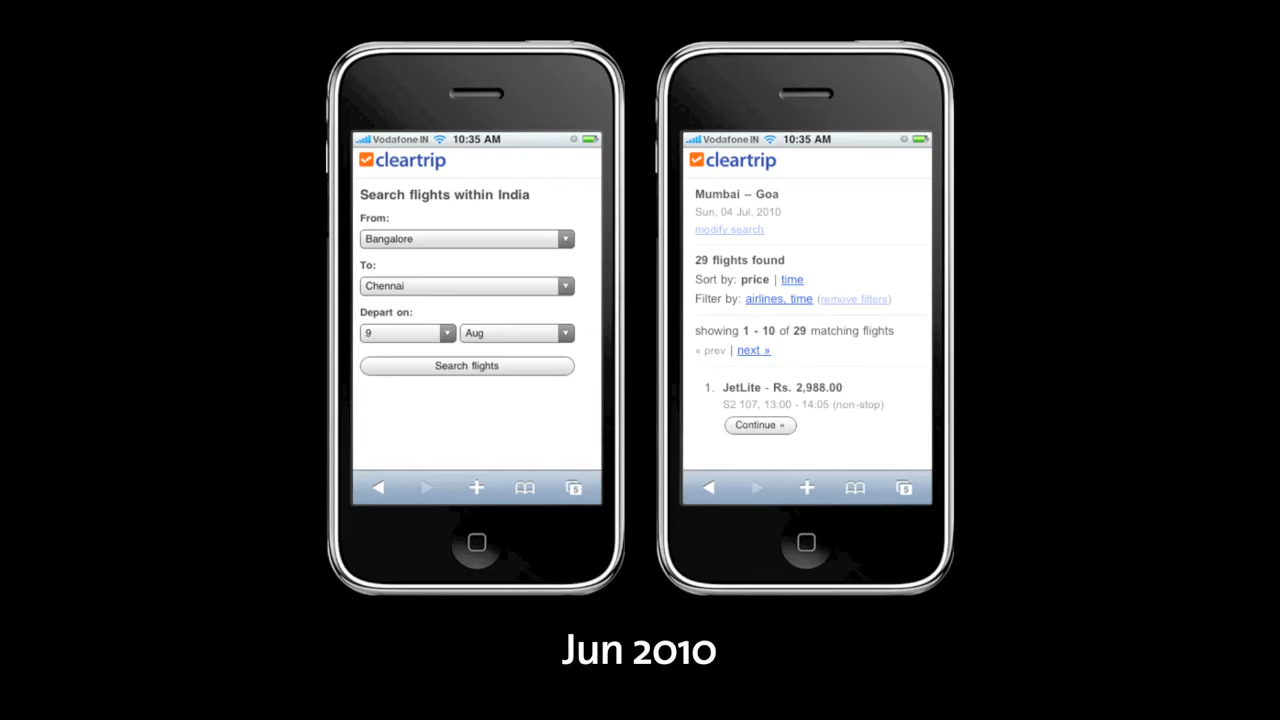 Vodafone IN 10:35 AM
cleartrip
Search flights within India
From:
Bangalore
To:
Chennai
Depart on:
9 Aug
Search flights
5
Vodafone IN 10:35 AM
cleartrip
Mumbai – Goa
Sun, 04 Jul, 2010
modify search
29 flights found
Sort by: price | time
Filter by: airlines, time (remove filters)
showing 1 - 10 of 29 matching flights
« prev | next »
1. JetLite - Rs. 2,988.00
S2 107, 13:00 - 14:05 (non-stop)
Continue »
5
Jun 2010